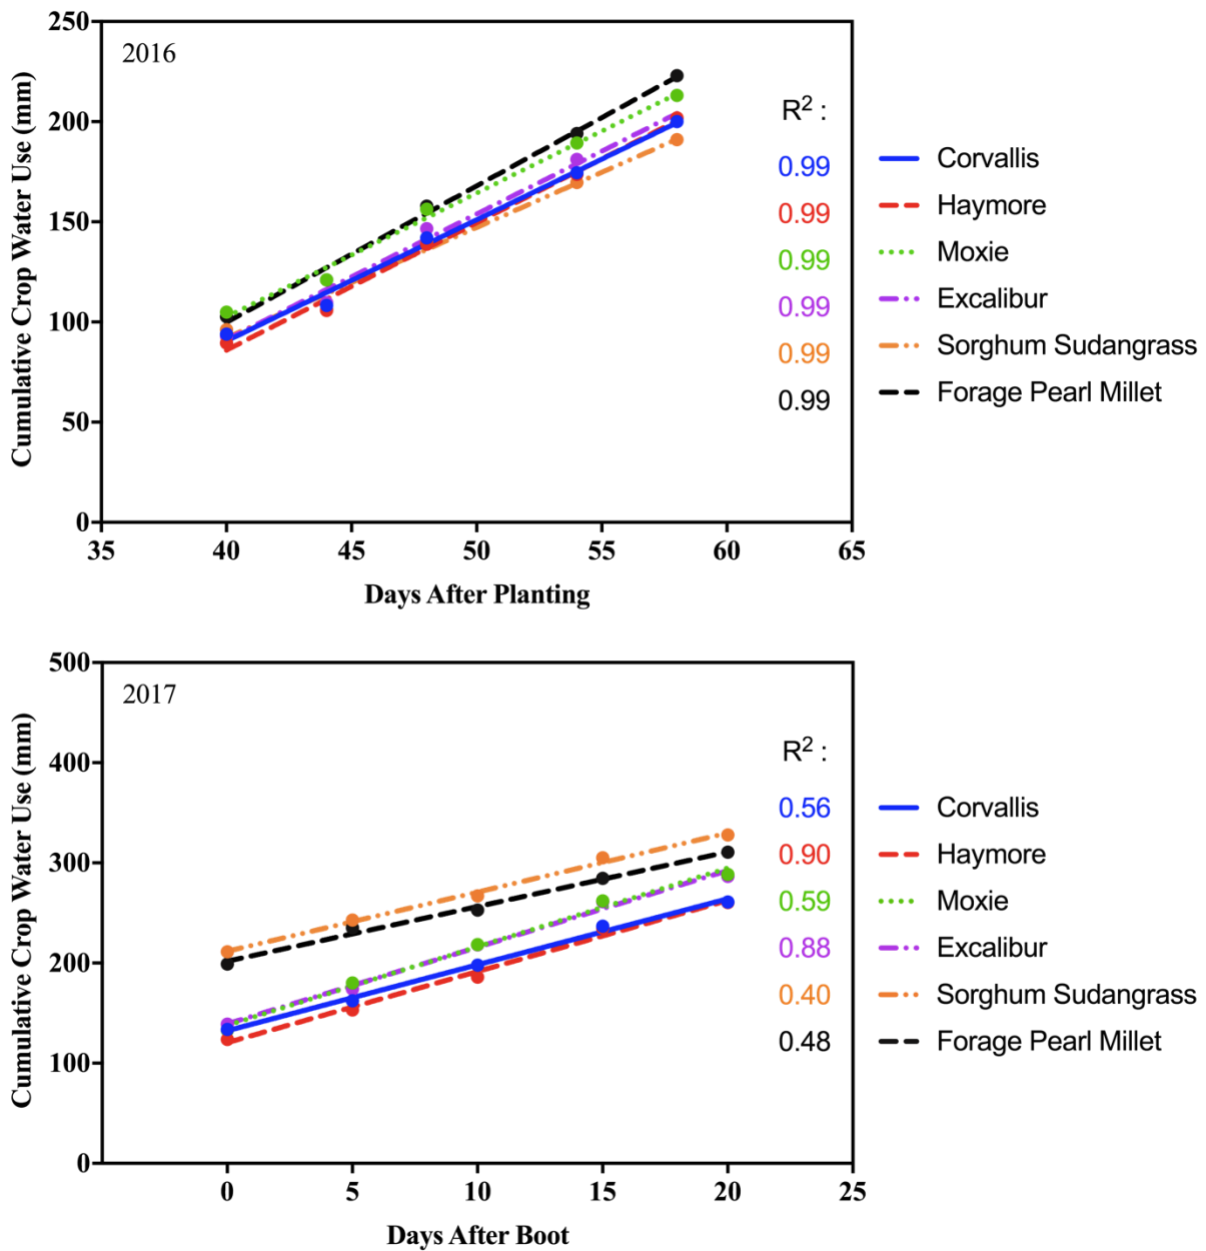 250
2016
200
150
100
50
0
Cumulative Crop Water Use (mm)
35 40 45 50 55 60 65
Days After Planting
R2 :
0.99
0.99
0.99
0.99
0.99
0.99
Corvallis
Haymore
Moxie
Excalibur
Sorghum Sudangrass
Forage Pearl Millet
500
2017
400
300
200
100
0
Cumulative Crop Water Use (mm)
0 5 10 15 20 25
Days After Boot
R2 :
0.56
0.90
0.59
0.88
0.40
0.48
Corvallis
Haymore
Moxie
Excalibur
Sorghum Sudangrass
Forage Pearl Millet